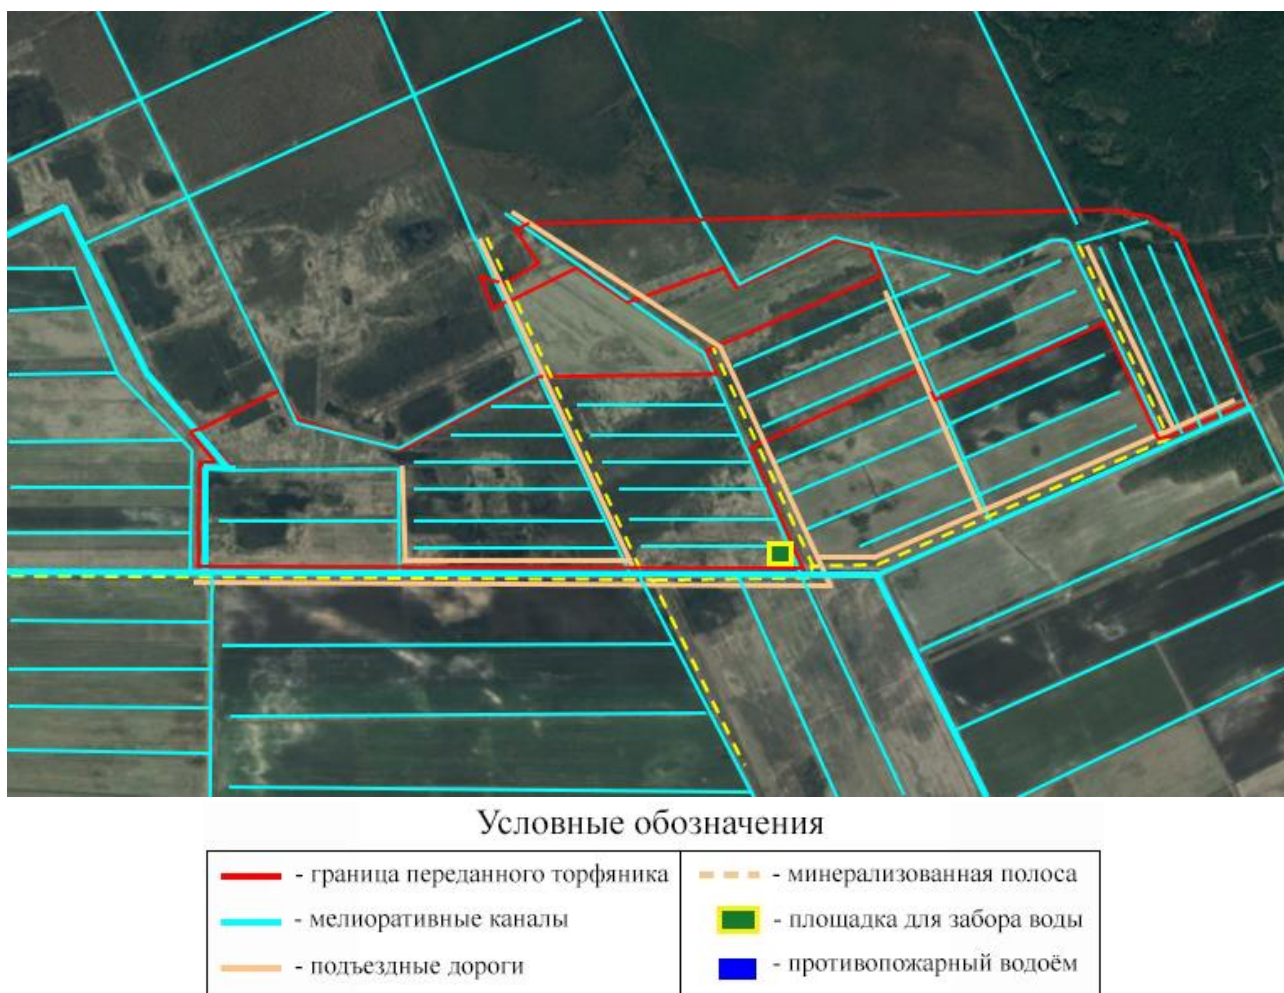 Условные обозначения
- граница переданного торфяника
- мелиоративные каналы
- подъездные дороги
- минерализованная полоса
- площадка для забора воды
- противопожарный водоём